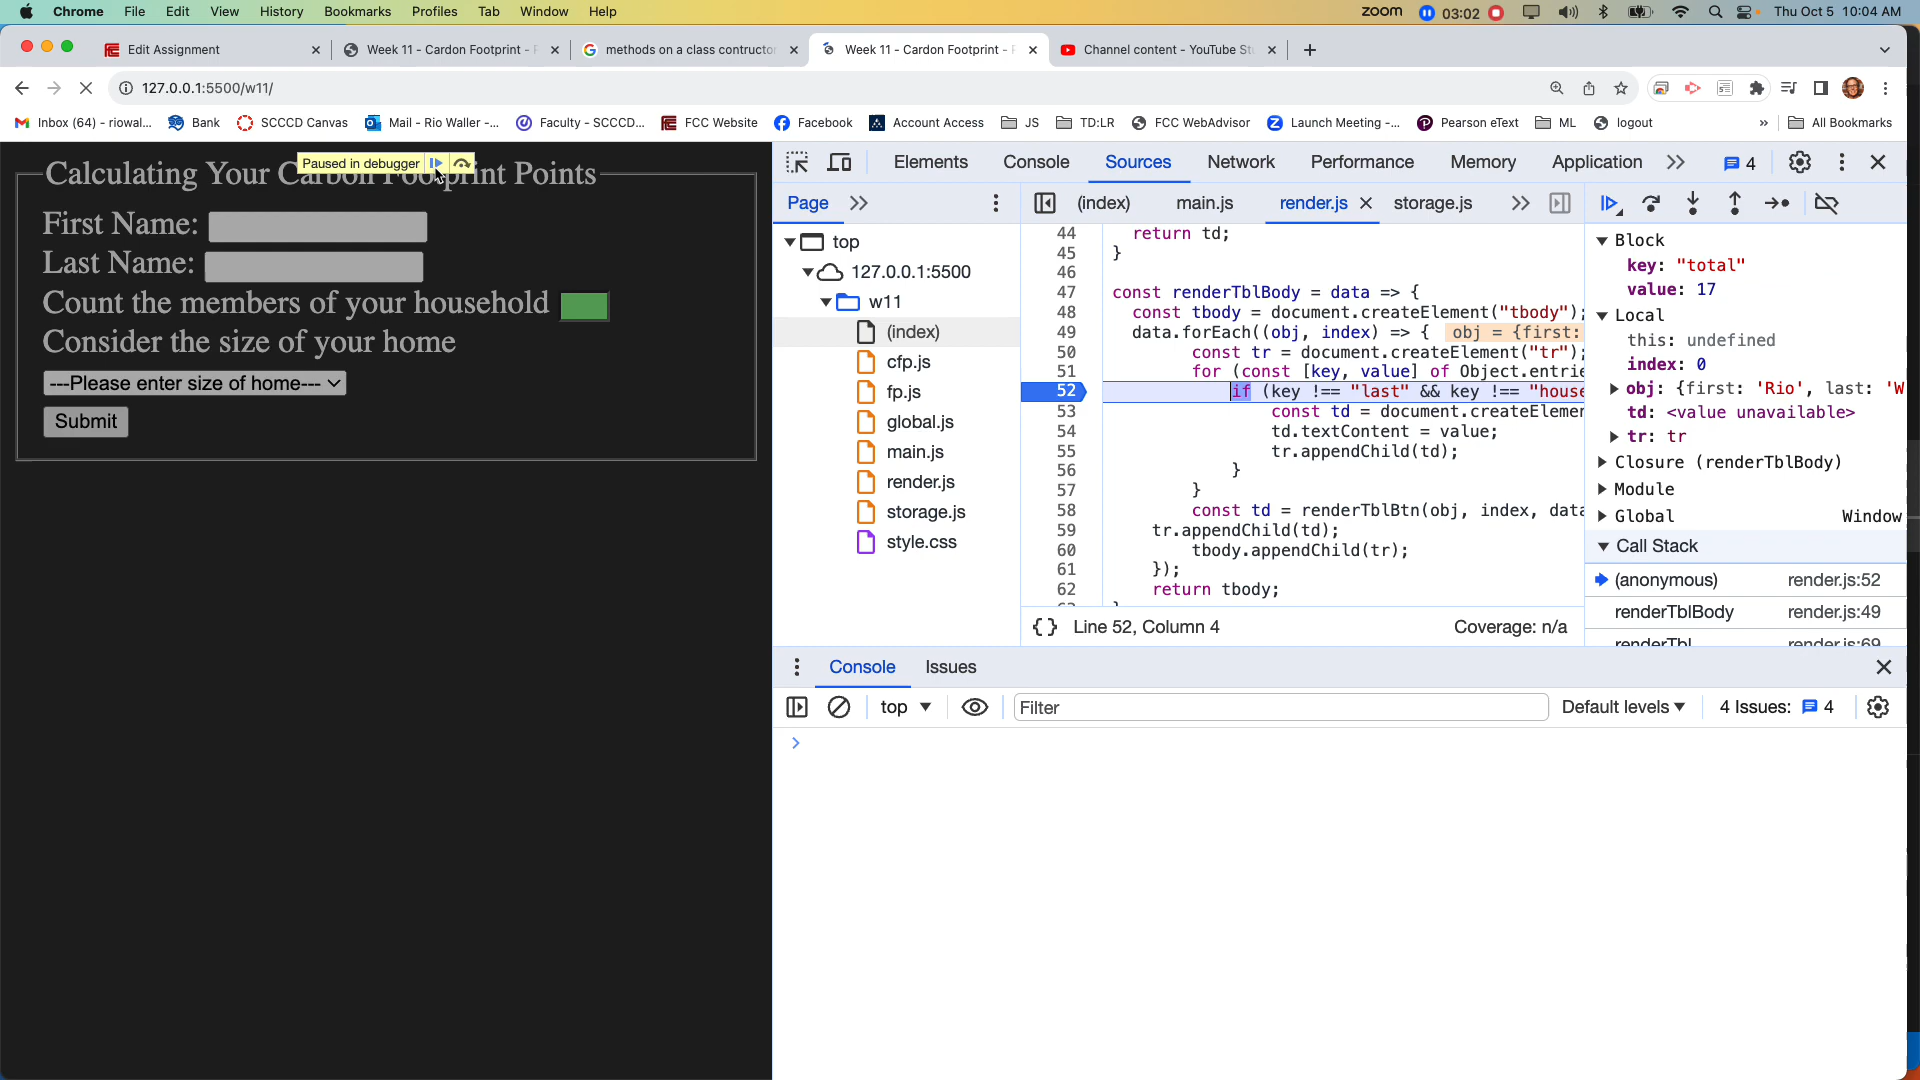 Chrome File Edit View History Bookmarks Profiles Tab Window Help zoom 03:02 Thu Oct 5 10:04 AM
Edit Assignment Week 11 - Cardon Footprint - F methods on a class contructo Week 11 - Cardon Footprint - F Channel content - YouTube St
127.0.0.1:5500/w11/
Inbox (64) - riowal... Bank SCCCD Canvas Mail - Rio Waller -... Faculty - SCCCD... FCC Website Facebook Account Access JS TD:LR FCC WebAdvisor Launch Meeting -... Pearson eText ML logout » All Bookmarks
Paused in debugger
Calculating Your Carbon Footprint Points
First Name:
Last Name:
Count the members of your household
Consider the size of your home
---Please enter size of home---
Submit
Elements Console Sources Network Performance Memory Application 4
Page
top
127.0.0.1:5500
w11
(index)
cfp.js
fp.js
global.js
main.js
render.js
storage.js
style.css
(index) main.js render.js storage.js
44 return td;
45 }
46
47 const renderTblBody = data => {
48 const tbody = document.createElement("tbody");
49 data.forEach((obj, index) => { obj = {first:
50 const tr = document.createElement("tr");
51 for (const [key, value] of Object.entrie
52 if (key !== "last" && key !== "house
53 const td = document.createElemen
54 td.textContent = value;
55 tr.appendChild(td);
56 }
57 }
58 const td = renderTblBtn(obj, index, data
59 tr.appendChild(td);
60 tbody.appendChild(tr);
61 });
62 return tbody;
{ } Line 52, Column 4 Coverage: n/a
Block
key: "total"
value: 17
Local
this: undefined
index: 0
obj: {first: 'Rio', last: 'W
td: <value unavailable>
tr: tr
Closure (renderTblBody)
Module
Global Window
Call Stack
(anonymous) render.js:52
renderTblBody render.js:49
renderTbl render.js:69
Console Issues
top Filter Default levels 4 Issues: 4